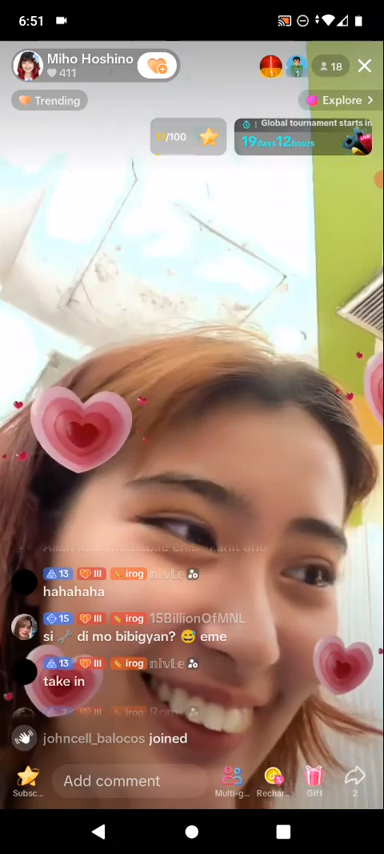 6:51
Miho Hoshino
411
18
Trending
Explore
/100
Global tournament starts in
19days12hours
13 III irog nlvLe
hahahaha
15 III irog 15BillionOfMNL
si 🔧 di mo bibigyan? 😅 eme
13 III irog nlvLe
take in
johncell_balocos joined
Subsc...
Add comment
Multi-g...
Rechar...
Gift
2